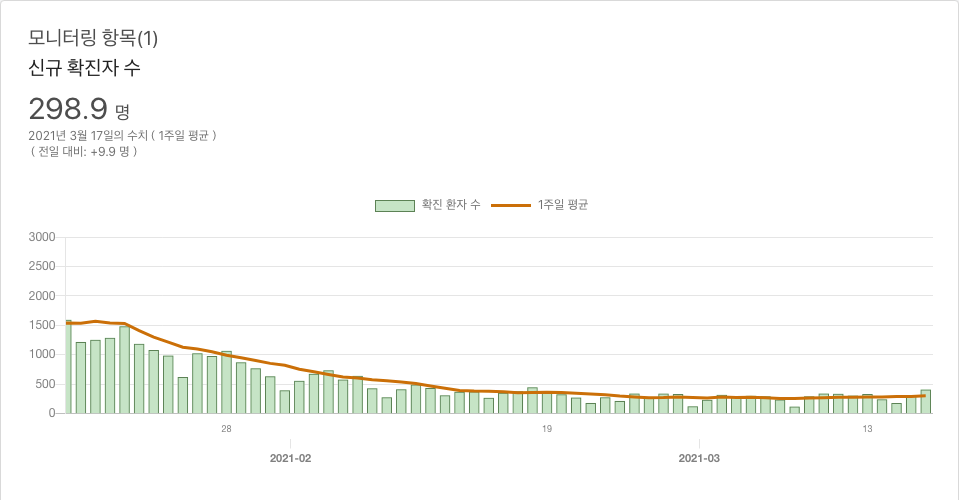 모니터링 항목(1)
신규 확진자 수
298.9 명
2021년 3월 17일의 수치 ( 1주일 평균 )
( 전일 대비: +9.9 명 )
확진 환자 수 1주일 평균
3000
2500
2000
1500
1000
500
0
28 19 13
2021-02 2021-03